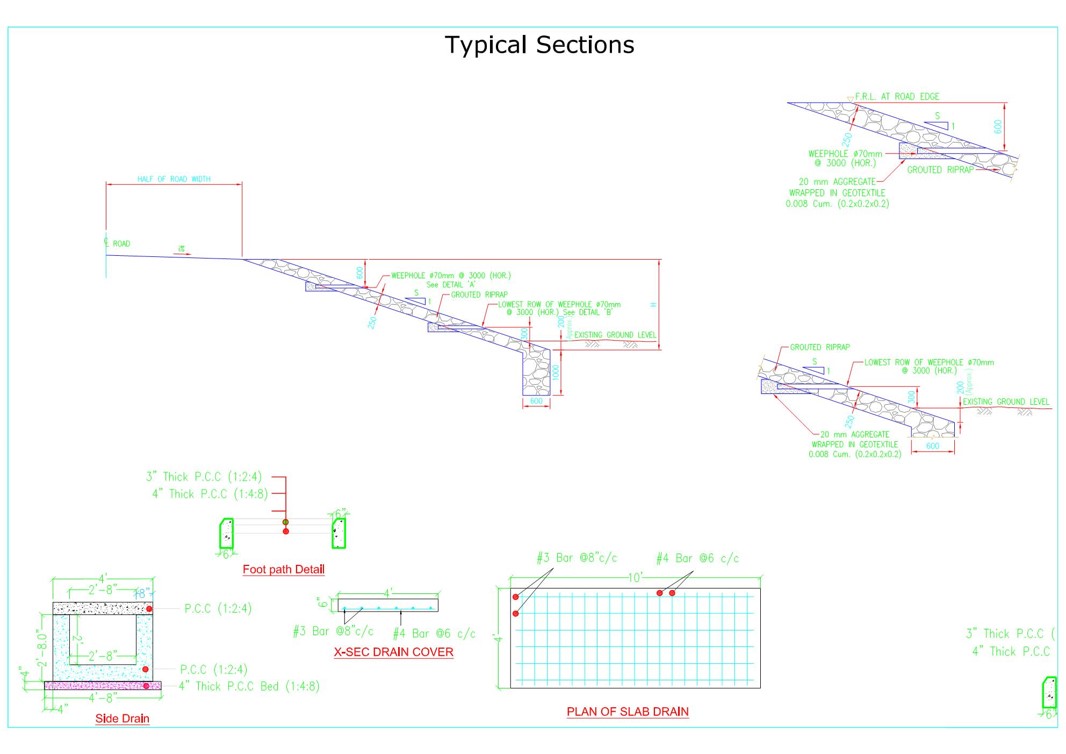 Typical Sections
F.R.L. AT ROAD EDGE
S
1
600
250
WEEPHOLE #70mm
@ 3000 (HOR.)
GROUTED RIPRAP
20 mm AGGREGATE
WRAPPED IN GEOTEXTILE
0.008 Cum. (0.2x0.2x0.2)
HALF OF ROAD WIDTH
℄ ROAD
600
WEEPHOLE #70mm @ 3000 (HOR.)
See DETAIL 'A'
S
1
GROUTED RIPRAP
LOWEST ROW OF WEEPHOLE #70mm
@ 3000 (HOR.) See DETAIL 'B'
250
300
200
(Approx.)
H
EXISTING GROUND LEVEL
1000
600
GROUTED RIPRAP
S
1
LOWEST ROW OF WEEPHOLE #70mm
@ 3000 (HOR.)
300
200
(Approx.)
250
EXISTING GROUND LEVEL
20 mm AGGREGATE
WRAPPED IN GEOTEXTILE
0.008 Cum. (0.2x0.2x0.2)
600
3" Thick P.C.C (1:2:4)
4" Thick P.C.C (1:4:8)
6"
6"
Foot path Detail
4'
2'-8"
8"
P.C.C (1:2:4)
2'-8.0"
2'
2'-8"
P.C.C (1:2:4)
4"
4" Thick P.C.C Bed (1:4:8)
4'-8"
4"
Side Drain
4'
6"
#3 Bar @8"c/c
#4 Bar @6 c/c
X-SEC DRAIN COVER
#3 Bar @8"c/c
#4 Bar @6 c/c
10'
4'
PLAN OF SLAB DRAIN
3" Thick P.C.C (
4" Thick P.C.C
6"